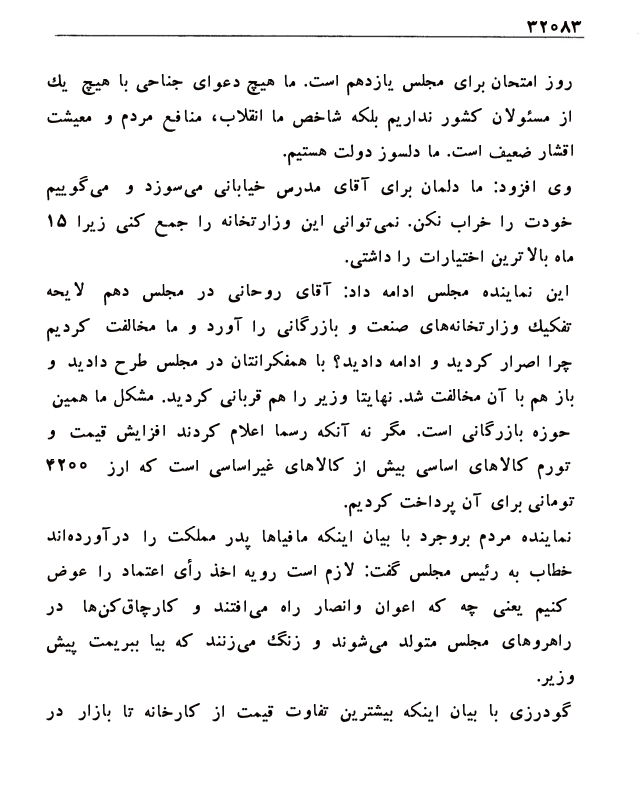 ۳۲۰۸۳
روز امتحان برای مجلس یازدهم است. ما هیچ دعوای جناحی با هیچ یك
از مسئولان کشور نداریم بلکه شاخص ما انقلاب، منافع مردم و معیشت
اقشار ضعیف است. ما دلسوز دولت هستیم.
وی افزود: ما دلمان برای آقای مدرس خیابانی می‌سوزد و می‌گوییم
خودت را خراب نکن. نمی‌توانی این وزارتخانه را جمع کنی زیرا ۱۵
ماه بالاترین اختیارات را داشتی.
این نماینده مجلس ادامه داد: آقای روحانی در مجلس دهم لایحه
تفکیك وزارتخانه‌های صنعت و بازرگانی را آورد و ما مخالفت کردیم
چرا اصرار کردید و ادامه دادید؟ با همفکرانتان در مجلس طرح دادید و
باز هم با آن مخالفت شد. نهایتا وزیر را هم قربانی کردید. مشکل ما همین
حوزه بازرگانی است. مگر نه آنکه رسما اعلام کردند افزایش قیمت و
تورم کالاهای اساسی بیش از کالاهای غیراساسی است که ارز ۴۲۰۰
تومانی برای آن پرداخت کردیم.
نماینده مردم بروجرد با بیان اینکه مافیاها پدر مملکت را درآورده‌اند
خطاب به رئیس مجلس گفت: لازم است رویه اخذ رأی اعتماد را عوض
کنیم یعنی چه که اعوان وانصار راه می‌افتند و کارچاق‌کن‌ها در
راهروهای مجلس متولد می‌شوند و زنگ می‌زنند که بیا ببریمت پیش
وزیر.
گودرزی با بیان اینکه بیشترین تفاوت قیمت از کارخانه تا بازار در